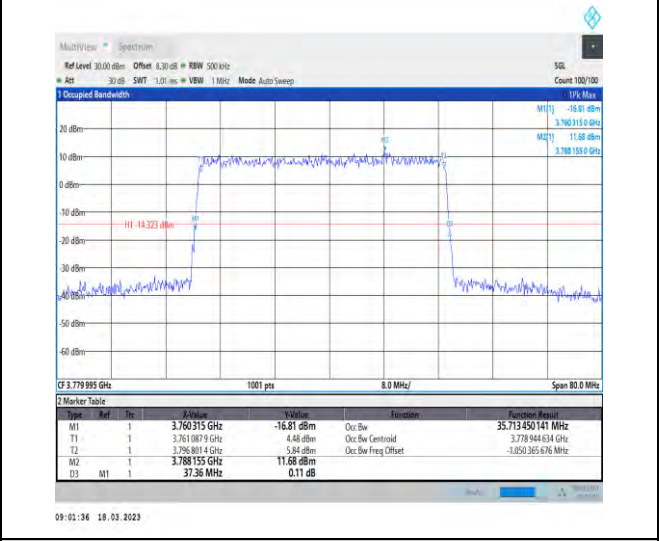 MultiView Spectrum
Ref Level 30.00 dBm Offset 8.30 dB RBW 500 kHz SGL
Att 30 dB SWT 1.01 ms VBW 1 MHz Mode Auto Sweep Count 100/100
1 Occupied Bandwidth 1Pk Max
M1[1] -16.81 dBm
3.760 315 0 GHz
M2[1] 11.68 dBm
3.788 155 0 GHz
20 dBm
M2
10 dBm
0 dBm
-10 dBm
M1
H1 -14.323 dBm
D3
-20 dBm
-30 dBm
-40 dBm
-50 dBm
-60 dBm
CF 3.779 995 GHz 1001 pts 8.0 MHz/ Span 80.0 MHz
2 Marker Table
Type Ref Trc X-Value Y-Value Function Function Result
M1 1 3.760 315 GHz -16.81 dBm Occ Bw 35.713 450 141 MHz
T1 1 3.761 087 9 GHz 4.48 dBm Occ Bw Centroid 3.778 944 634 GHz
T2 1 3.796 801 4 GHz 5.84 dBm Occ Bw Freq Offset -1.050 365 676 MHz
M2 1 3.788 155 GHz 11.68 dBm
D3 M1 1 37.36 MHz 0.11 dB
09:01:36 18.03.2023